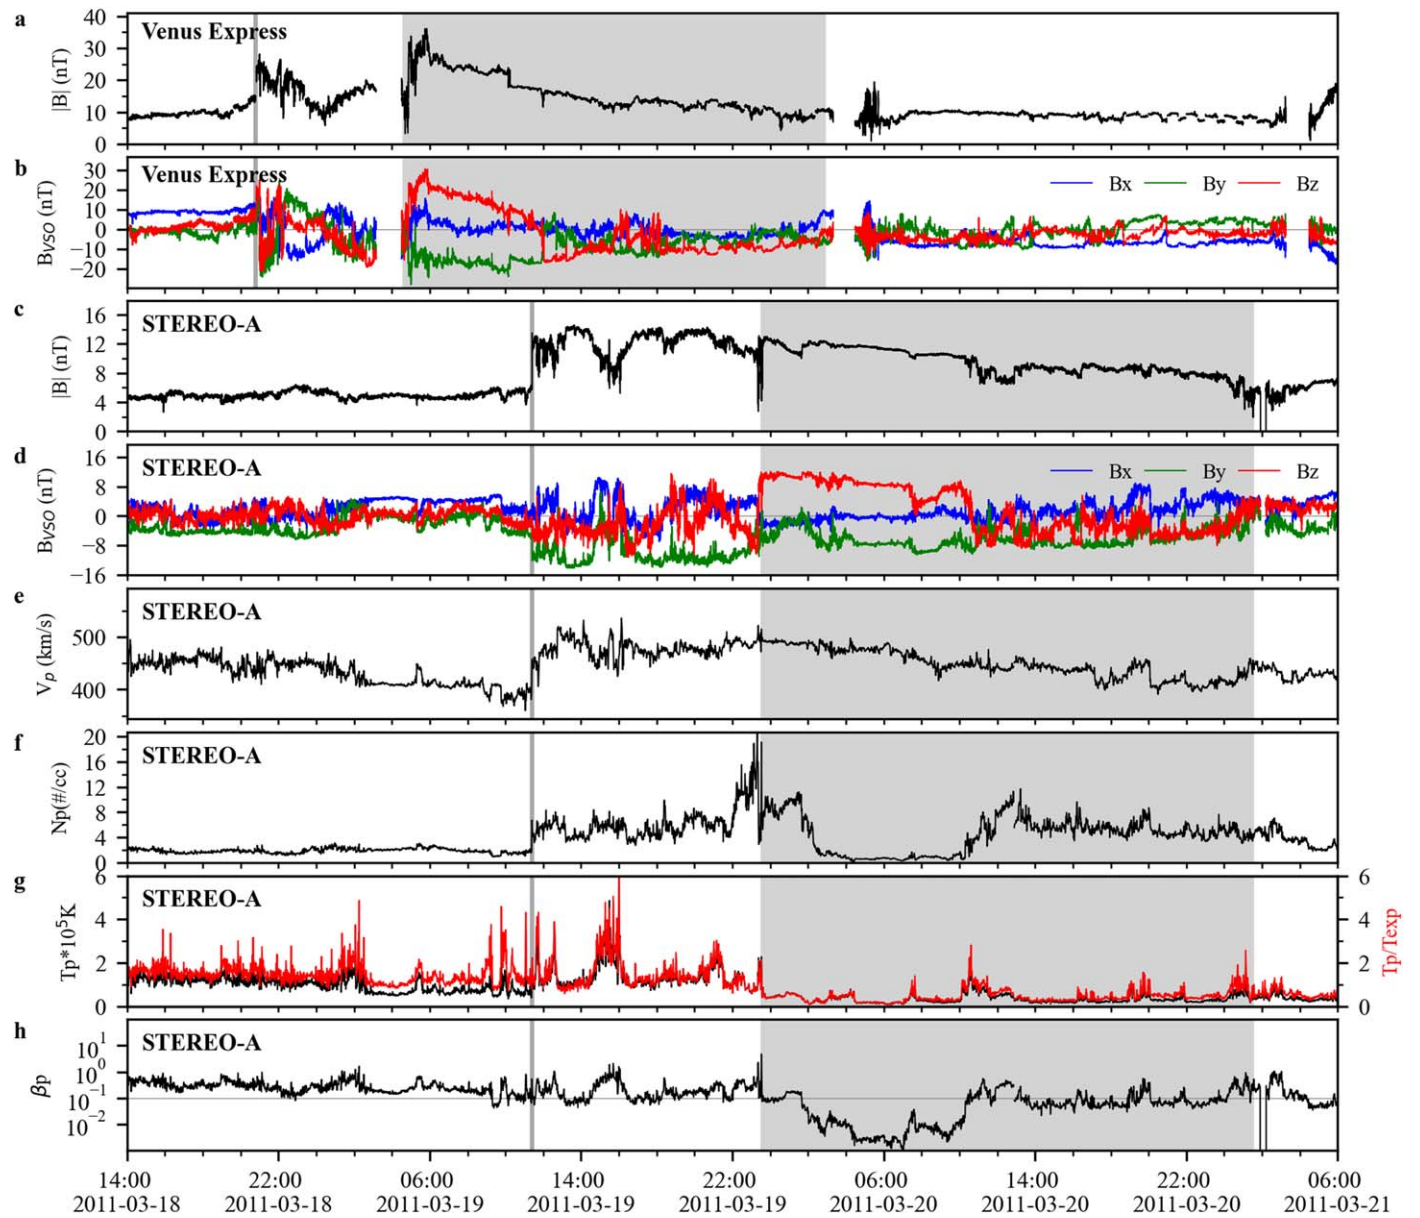 a
Venus Express
|B| (nT)
40
30
20
10
0
b
Venus Express
Bx By Bz
B_VSO (nT)
30
20
10
0
−10
−20
c
STEREO-A
|B| (nT)
16
12
8
4
0
d
STEREO-A
Bx By Bz
B_VSO (nT)
16
8
0
−8
−16
e
STEREO-A
V_p (km/s)
500
400
f
STEREO-A
Np(#/cc)
20
16
12
8
4
0
g
STEREO-A
Tp*10⁵K
6
4
2
0
6
4
2
0
Tp/Texp
h
STEREO-A
βp
10¹
10⁰
10⁻¹
10⁻²
14:00 22:00 06:00 14:00 22:00 06:00 14:00 22:00 06:00
2011-03-18 2011-03-18 2011-03-19 2011-03-19 2011-03-19 2011-03-20 2011-03-20 2011-03-20 2011-03-21